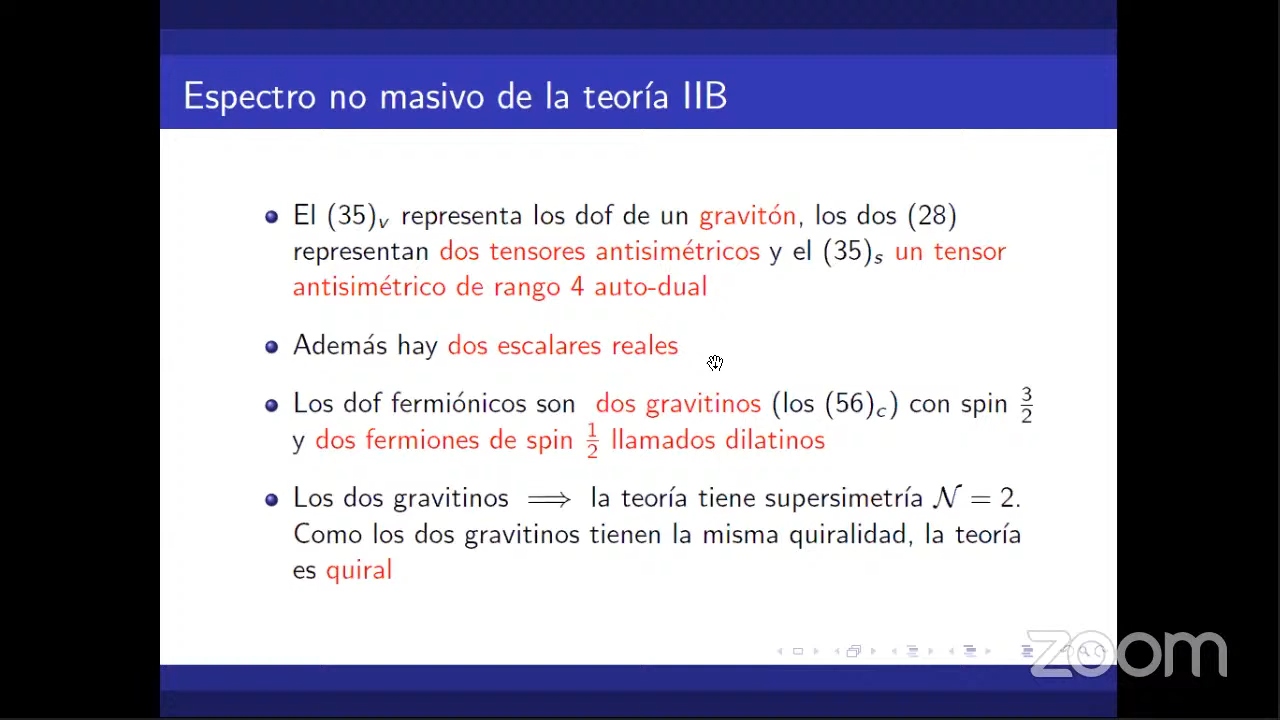 Espectro no masivo de la teoría IIB
El (35)ᵥ representa los dof de un gravitón, los dos (28)
representan dos tensores antisimétricos y el (35)ₛ un tensor
antisimétrico de rango 4 auto-dual
Además hay dos escalares reales
Los dof fermiónicos son dos gravitinos (los (56)_c) con spin 3/2
y dos fermiones de spin 1/2 llamados dilatinos
Los dos gravitinos ⟹ la teoría tiene supersimetría 𝒩 = 2.
Como los dos gravitinos tienen la misma quiralidad, la teoría
es quiral
zoom